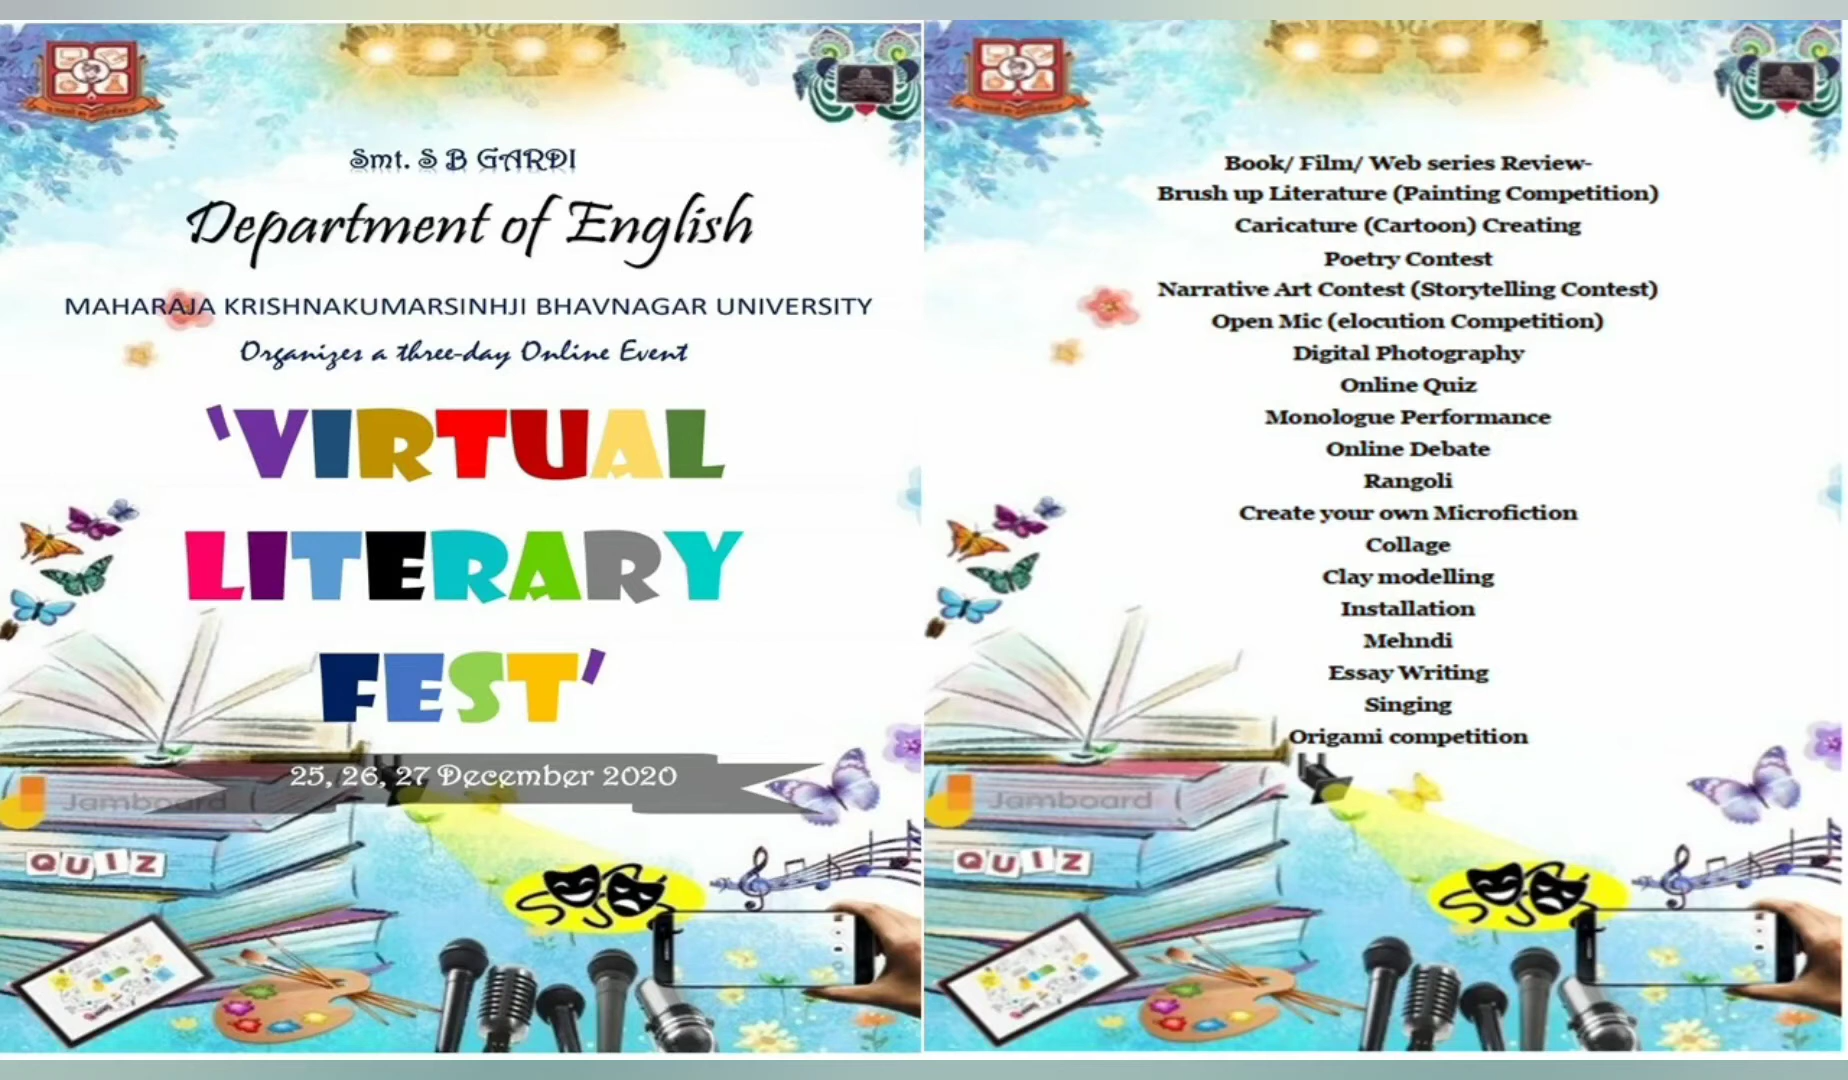 Smt. S B GARDI
Department of English
MAHARAJA KRISHNAKUMARSINHJI BHAVNAGAR UNIVERSITY
Organizes a three-day Online Event
'VIRTUAL
LITERARY
FEST'
25, 26, 27 December 2020
Jamboard
QUIZ
Book/ Film/ Web series Review-
Brush up Literature (Painting Competition)
Caricature (Cartoon) Creating
Poetry Contest
Narrative Art Contest (Storytelling Contest)
Open Mic (elocution Competition)
Digital Photography
Online Quiz
Monologue Performance
Online Debate
Rangoli
Create your own Microfiction
Collage
Clay modelling
Installation
Mehndi
Essay Writing
Singing
Origami competition
Jamboard
QUIZ